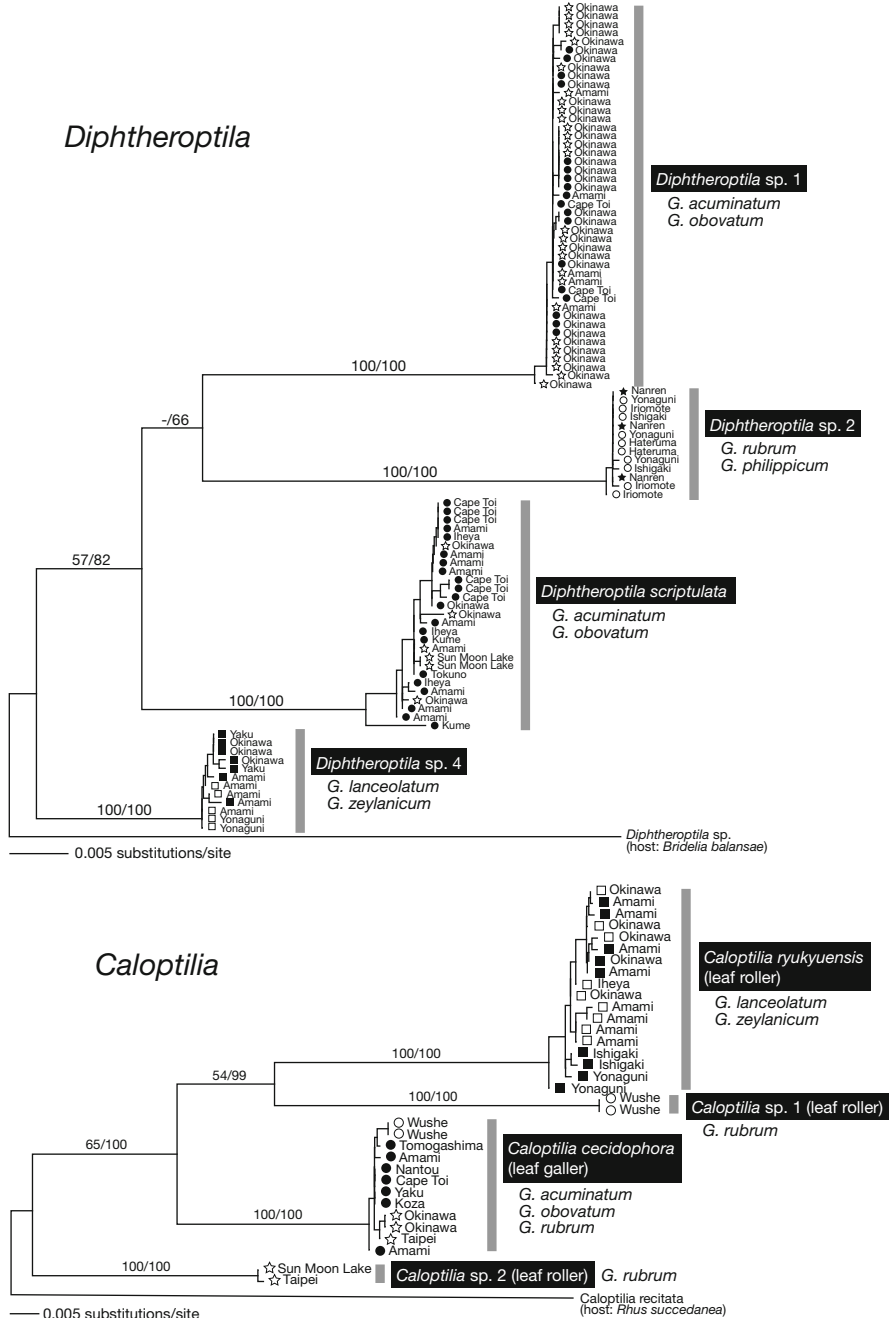 Diphtheroptila
☆Okinawa
☆Okinawa
☆Okinawa
☆Okinawa
☆Okinawa
●Okinawa
●Okinawa
☆Okinawa
●Okinawa
●Okinawa
☆Amami
☆Okinawa
☆Okinawa
☆Okinawa
☆Okinawa
☆Okinawa
☆Okinawa
☆Okinawa
●Okinawa
●Okinawa
●Okinawa
●Okinawa
●Amami
●Cape Toi
●Okinawa
●Okinawa
☆Okinawa
☆Okinawa
☆Okinawa
☆Okinawa
●Okinawa
☆Amami
☆Amami
●Cape Toi
●Cape Toi
☆Amami
●Okinawa
●Okinawa
●Okinawa
☆Okinawa
☆Okinawa
☆Okinawa
☆Okinawa
☆Okinawa
☆Okinawa
Diphtheroptila sp. 1
G. acuminatum
G. obovatum
100/100
-/66
★Nanren
○Yonaguni
○Iriomote
○Ishigaki
★Nanren
○Yonaguni
○Hateruma
○Hateruma
○Yonaguni
○Ishigaki
★Nanren
○Iriomote
○Iriomote
Diphtheroptila sp. 2
G. rubrum
G. philippicum
100/100
57/82
●Cape Toi
●Cape Toi
●Cape Toi
●Amami
●Iheya
☆Okinawa
●Amami
●Amami
●Amami
●Cape Toi
●Cape Toi
●Cape Toi
●Okinawa
☆Okinawa
●Amami
●Iheya
●Kume
☆Amami
☆Sun Moon Lake
☆Sun Moon Lake
●Tokuno
●Iheya
●Amami
☆Okinawa
●Amami
●Amami
●Kume
Diphtheroptila scriptulata
G. acuminatum
G. obovatum
100/100
■Yaku
■Okinawa
■Okinawa
■Okinawa
■Yaku
■Amami
□Amami
□Amami
■Amami
□Amami
□Yonaguni
□Yonaguni
Diphtheroptila sp. 4
G. lanceolatum
G. zeylanicum
100/100
Diphtheroptila sp.
(host: Bridelia balansae)
0.005 substitutions/site
Caloptilia
□Okinawa
■Amami
■Amami
□Okinawa
□Okinawa
■Amami
■Okinawa
■Amami
□Iheya
□Okinawa
□Amami
□Amami
□Amami
□Amami
■Ishigaki
■Ishigaki
■Yonaguni
■Yonaguni
Caloptilia ryukyuensis
(leaf roller)
G. lanceolatum
G. zeylanicum
100/100
54/99
100/100
○Wushe
○Wushe
Caloptilia sp. 1 (leaf roller)
G. rubrum
65/100
○Wushe
○Wushe
●Tomogashima
●Amami
●Nantou
●Cape Toi
●Yaku
●Koza
☆Okinawa
☆Okinawa
☆Taipei
●Amami
Caloptilia cecidophora
(leaf galler)
G. acuminatum
G. obovatum
G. rubrum
100/100
100/100
☆Sun Moon Lake
☆Taipei
Caloptilia sp. 2 (leaf roller) G. rubrum
Caloptilia recitata
(host: Rhus succedanea)
0.005 substitutions/site